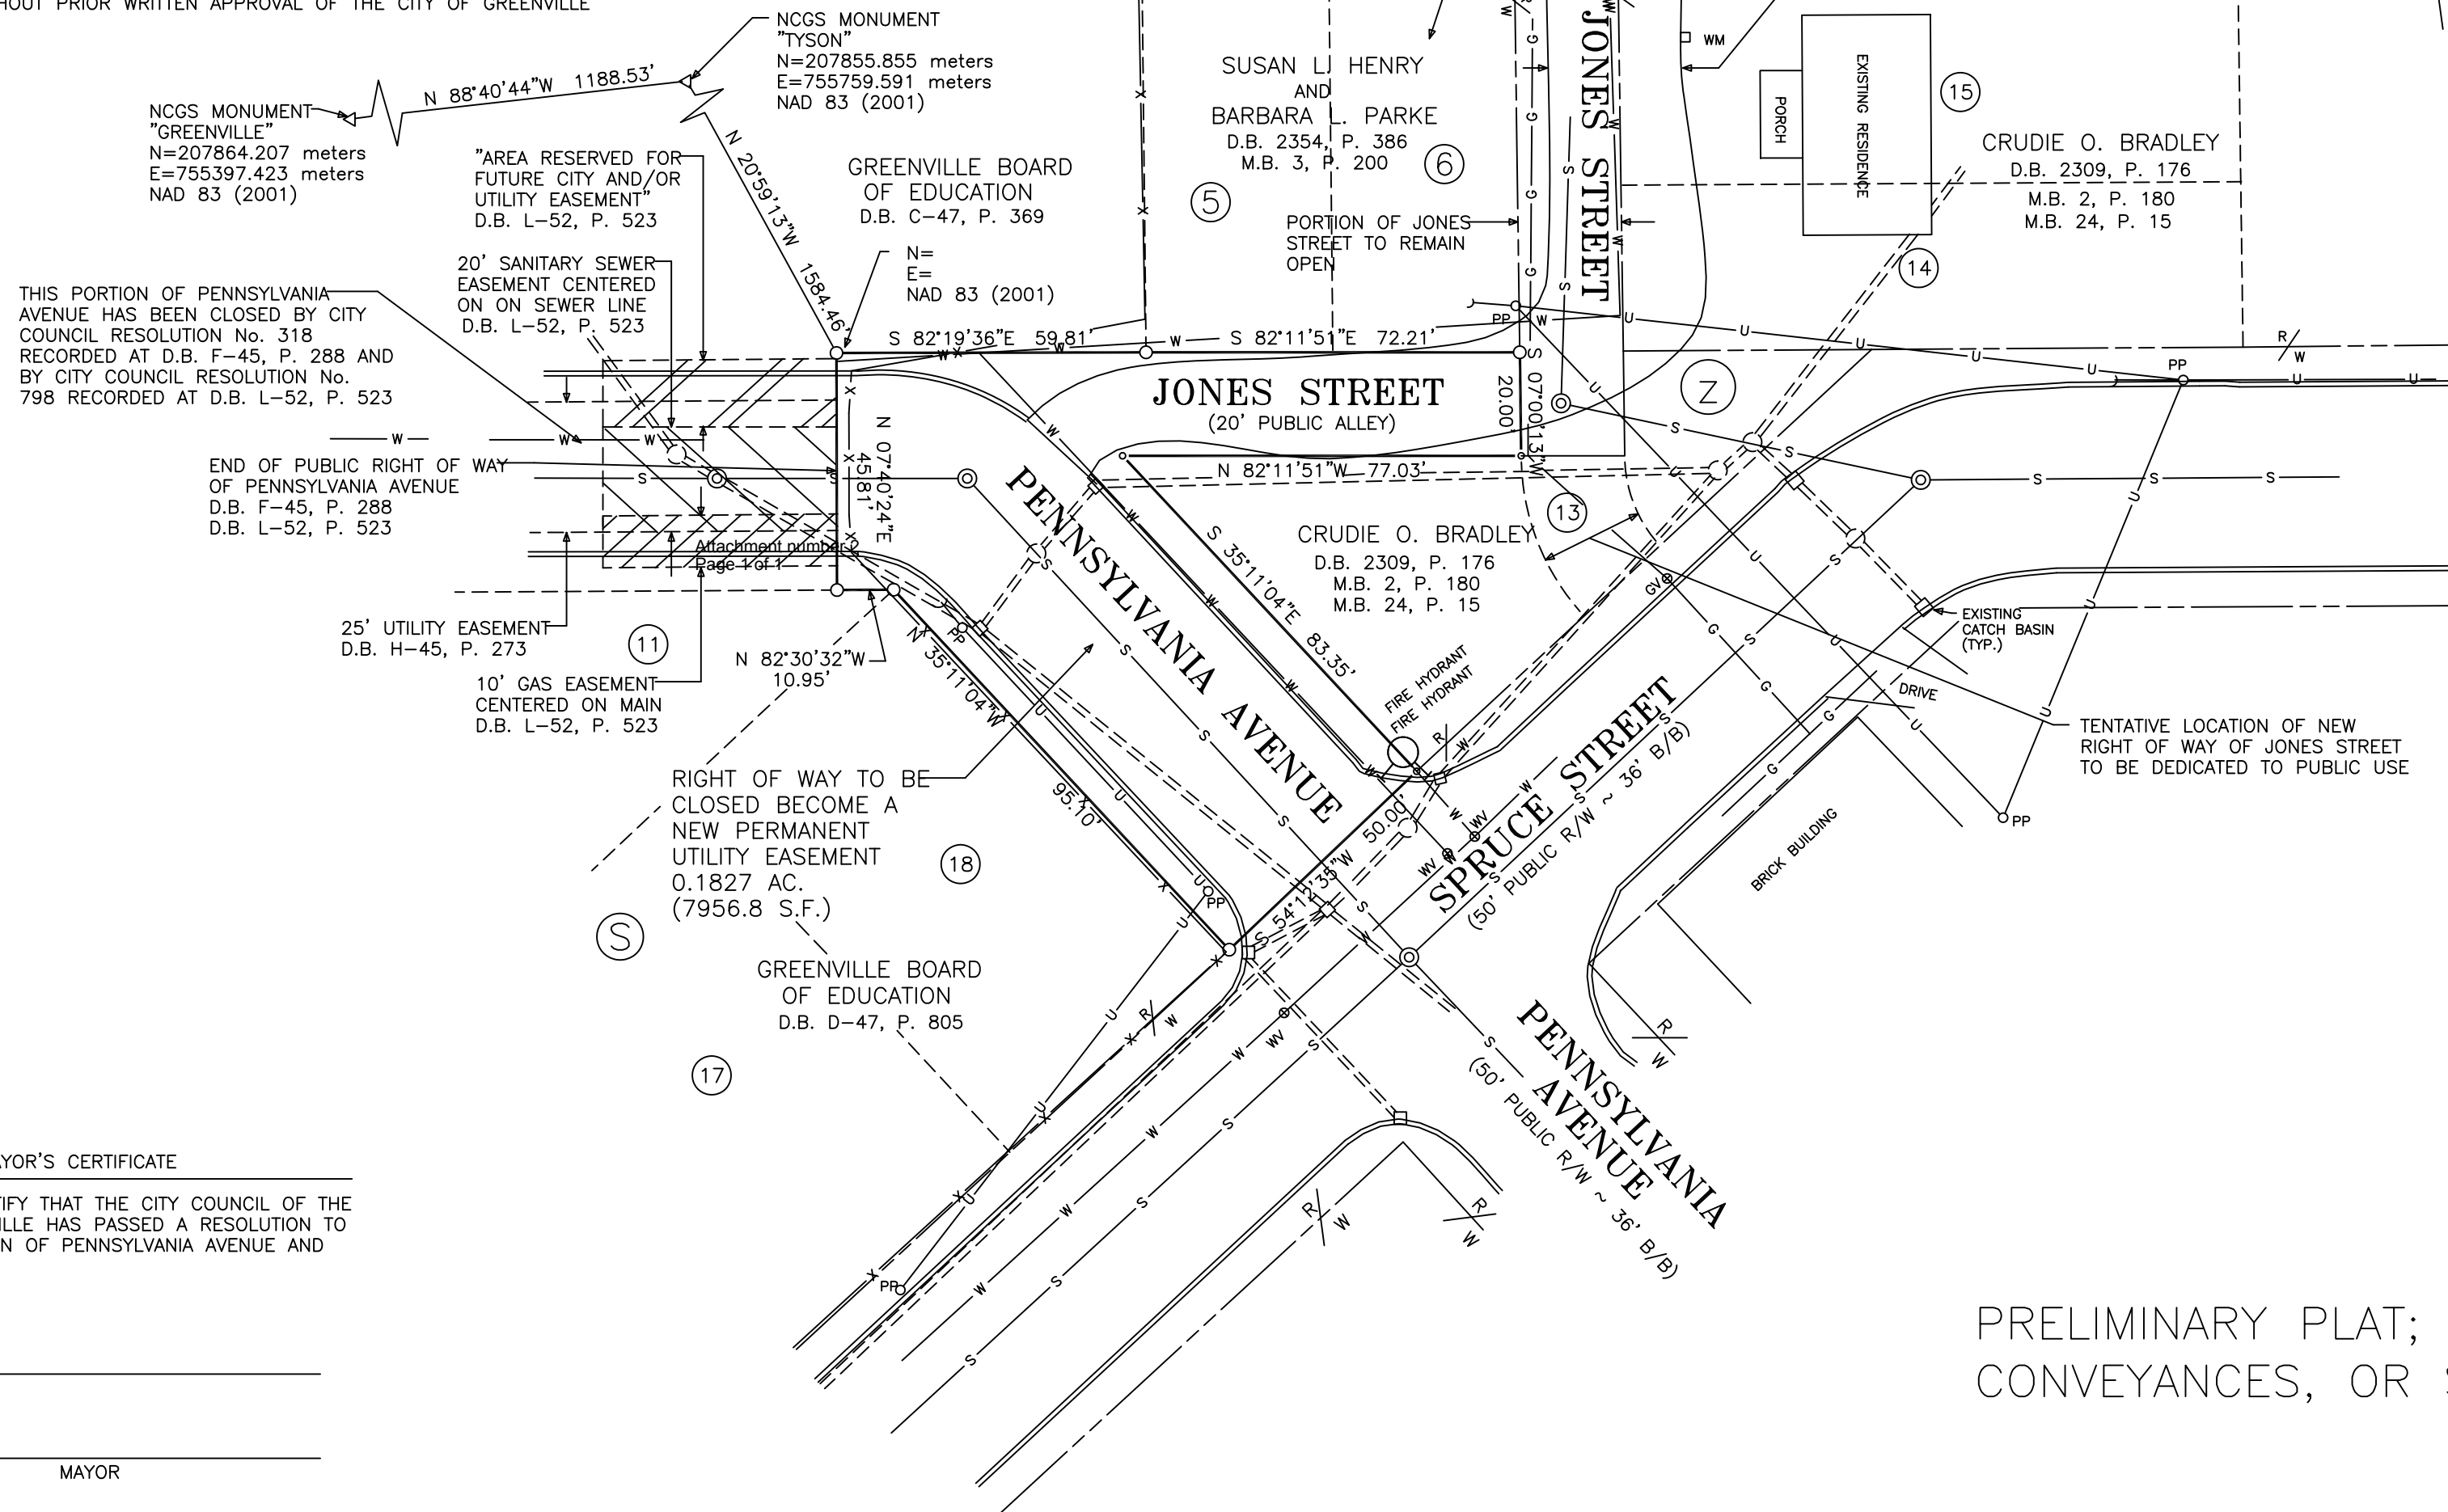 HOUT PRIOR WRITTEN APPROVAL OF THE CITY OF GREENVILLE
NCGS MONUMENT
"TYSON"
N=207855.855 meters
E=755759.591 meters
NAD 83 (2001)
N 88°40'44"W 1188.53'
NCGS MONUMENT
"GREENVILLE"
N=207864.207 meters
E=755397.423 meters
NAD 83 (2001)
N 20°59'13"W 1584.46'
"AREA RESERVED FOR
FUTURE CITY AND/OR
UTILITY EASEMENT"
D.B. L-52, P. 523
GREENVILLE BOARD
OF EDUCATION
D.B. C-47, P. 369
N=
E=
NAD 83 (2001)
20' SANITARY SEWER
EASEMENT CENTERED
ON ON SEWER LINE
D.B. L-52, P. 523
THIS PORTION OF PENNSYLVANIA
AVENUE HAS BEEN CLOSED BY CITY
COUNCIL RESOLUTION No. 318
RECORDED AT D.B. F-45, P. 288 AND
BY CITY COUNCIL RESOLUTION No.
798 RECORDED AT D.B. L-52, P. 523
SUSAN L. HENRY
AND
BARBARA L. PARKE
D.B. 2354, P. 386
M.B. 3, P. 200
5
6
PORTION OF JONES
STREET TO REMAIN
OPEN
JONES STREET
WM
PORCH
EXISTING RESIDENCE
15
CRUDIE O. BRADLEY
D.B. 2309, P. 176
M.B. 2, P. 180
M.B. 24, P. 15
14
S 82°19'36"E 59.81'
S 82°11'51"E 72.21'
PP
R/W
PP
Z
JONES STREET
(20' PUBLIC ALLEY)
S 07°00'13"W
20.00'
N 82°11'51"W 77.03'
N 07°40'24"E
45.81'
END OF PUBLIC RIGHT OF WAY
OF PENNSYLVANIA AVENUE
D.B. F-45, P. 288
D.B. L-52, P. 523
Attachment number 2
Page 1 of 1
PENNSYLVANIA AVENUE
S 35°11'04"E 83.35'
13
CRUDIE O. BRADLEY
D.B. 2309, P. 176
M.B. 2, P. 180
M.B. 24, P. 15
GV
EXISTING
CATCH BASIN
(TYP.)
25' UTILITY EASEMENT
D.B. H-45, P. 273
11
N 82°30'32"W
10.95'
PP
N 35°11'04"W
95.10'
10' GAS EASEMENT
CENTERED ON MAIN
D.B. L-52, P. 523
FIRE HYDRANT
FIRE HYDRANT
R/W
DRIVE
TENTATIVE LOCATION OF NEW
RIGHT OF WAY OF JONES STREET
TO BE DEDICATED TO PUBLIC USE
PP
RIGHT OF WAY TO BE
CLOSED BECOME A
NEW PERMANENT
UTILITY EASEMENT
0.1827 AC.
(7956.8 S.F.)
18
S
PP
S 54°12'35"W 50.00'
WV
WV
SPRUCE STREET
(50' PUBLIC R/W ~ 36' B/B)
BRICK BUILDING
GREENVILLE BOARD
OF EDUCATION
D.B. D-47, P. 805
17
R/W
WV
R/W
PENNSYLVANIA
AVENUE
(50' PUBLIC R/W ~ 36' B/B)
R/W
R/W
PP
AYOR'S CERTIFICATE
TIFY THAT THE CITY COUNCIL OF THE
ILLE HAS PASSED A RESOLUTION TO
N OF PENNSYLVANIA AVENUE AND
MAYOR
PRELIMINARY PLAT;
CONVEYANCES, OR